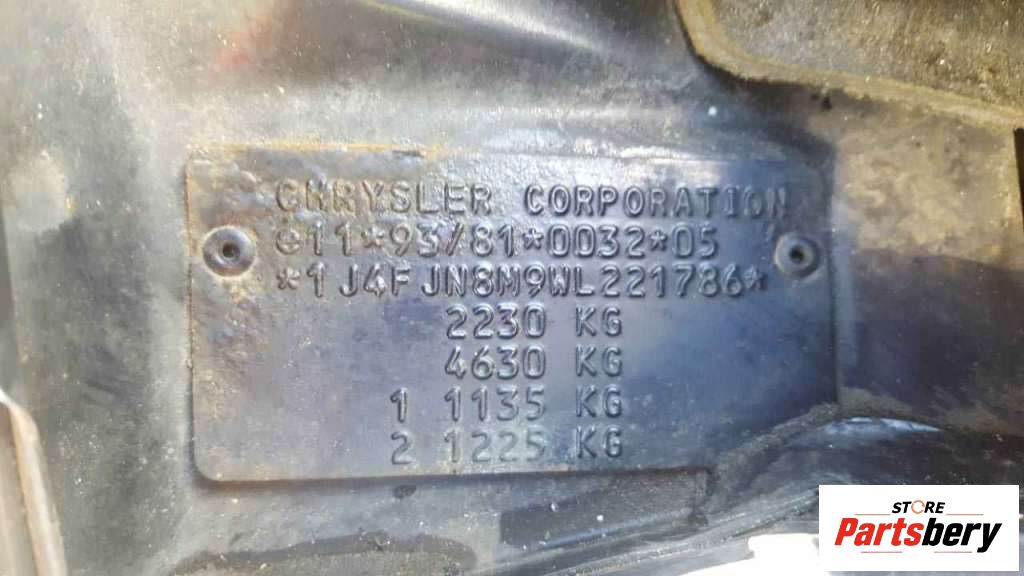 CHRYSLER CORPORATION
e11*93/81*0032*05
*1J4FJN8M9WL221786*
2230 KG
4630 KG
1 1135 KG
2 1225 KG
STORE
Partsbery